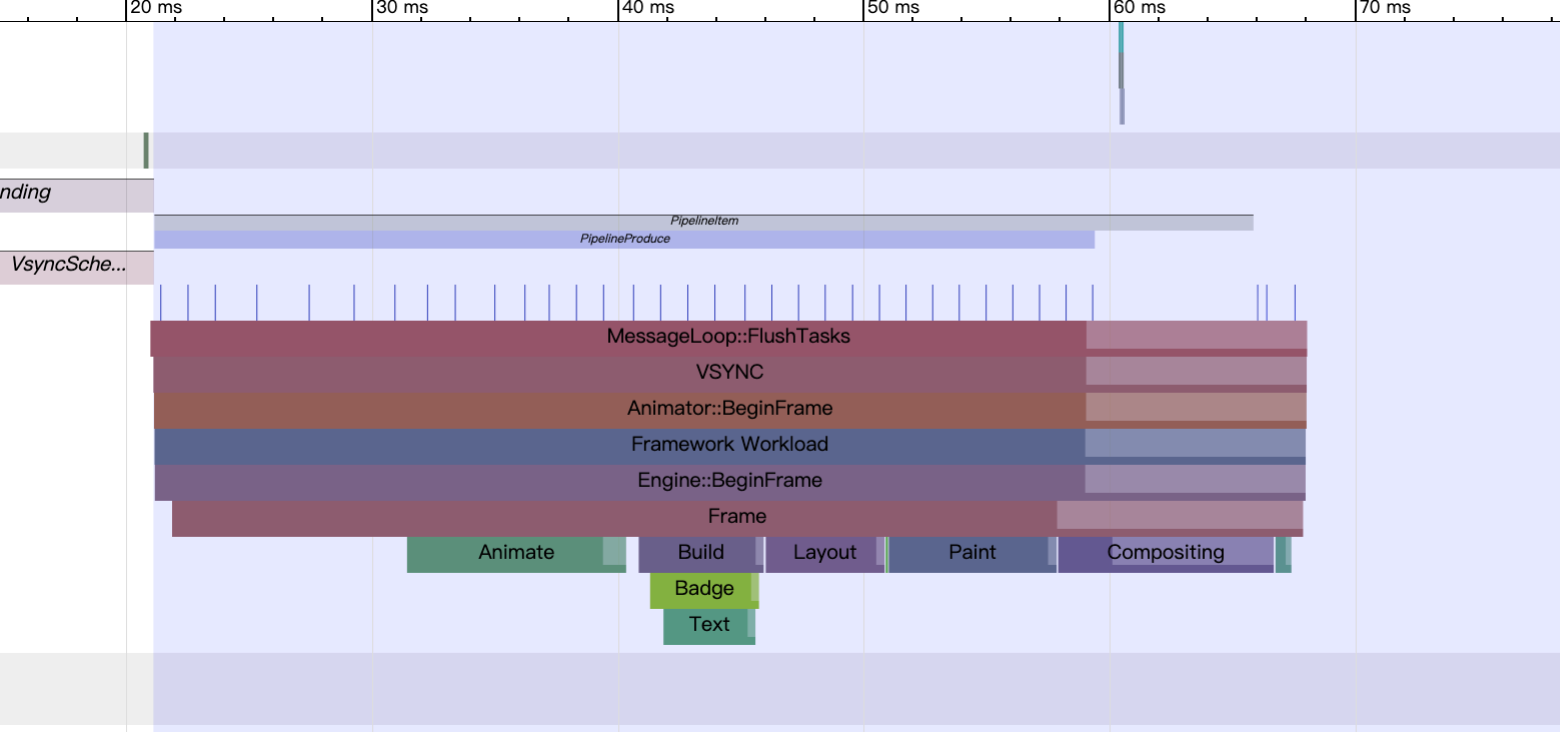 20 ms 30 ms 40 ms 50 ms 60 ms 70 ms
nding
PipelineItem
PipelineProduce
VsyncSche...
MessageLoop::FlushTasks
VSYNC
Animator::BeginFrame
Framework Workload
Engine::BeginFrame
Frame
Animate Build Layout Paint Compositing
Badge
Text